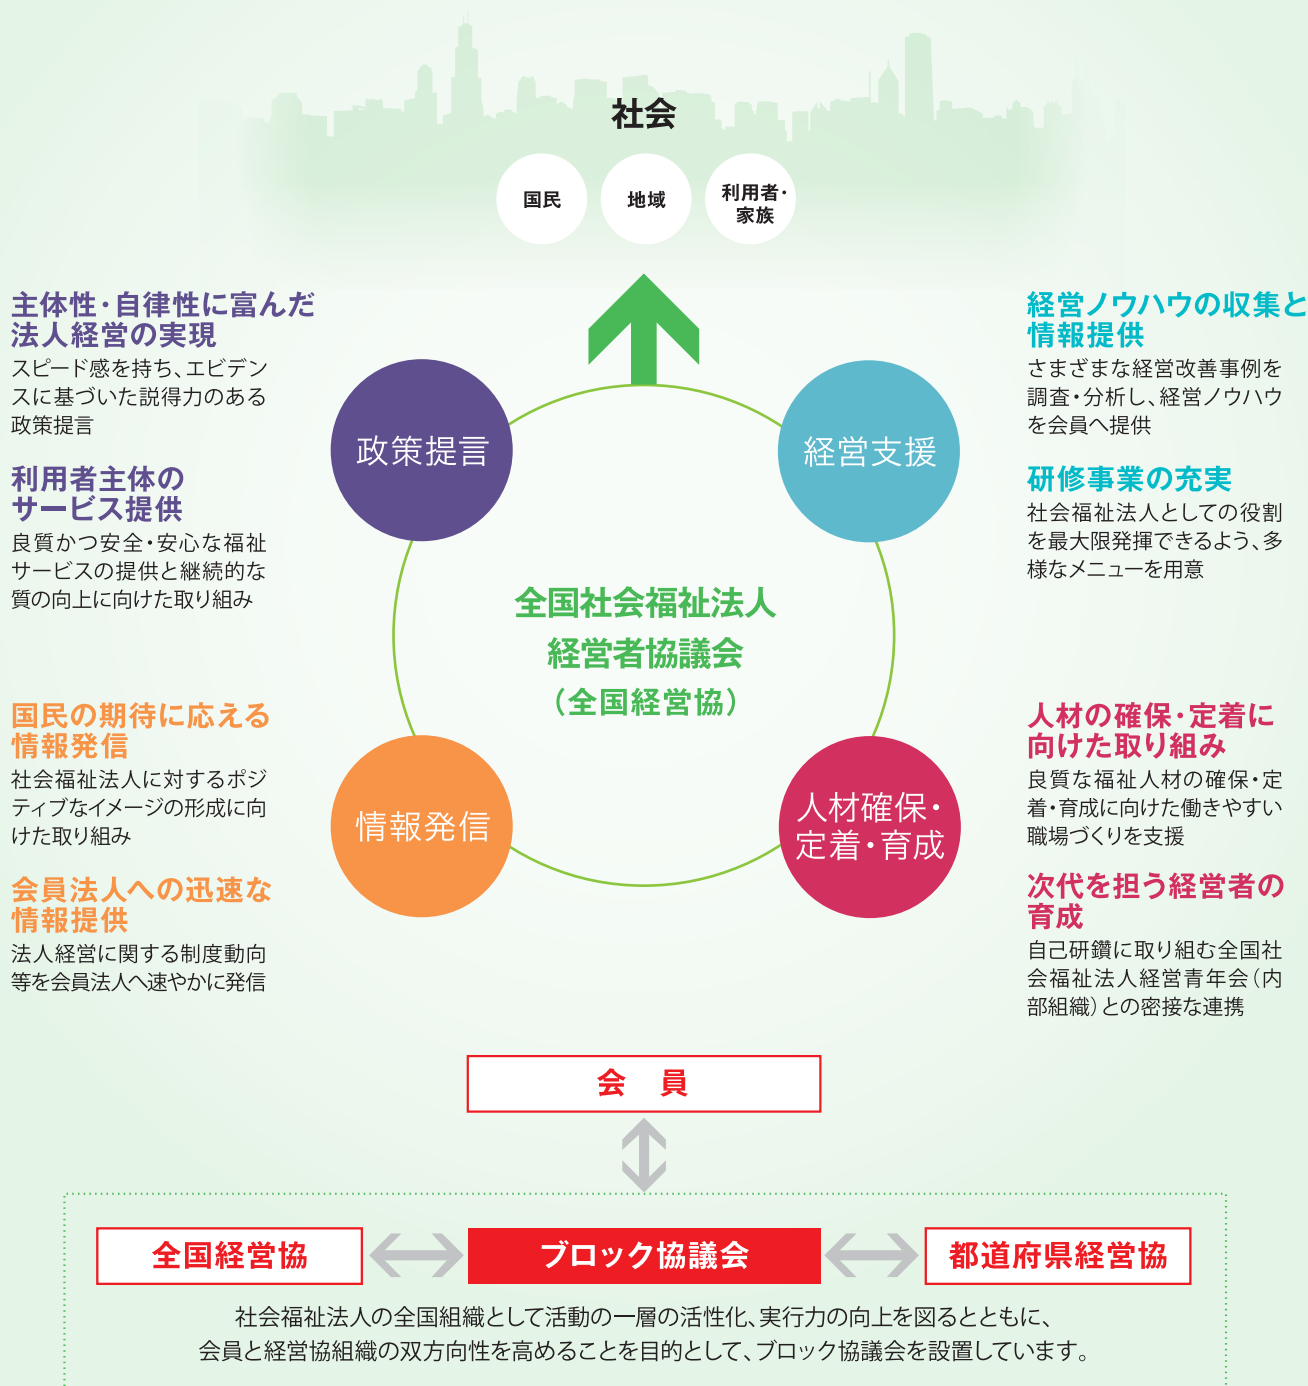 社会
国民
地域
利用者・
家族
主体性・自律性に富んだ
法人経営の実現
スピード感を持ち、エビデン
スに基づいた説得力のある
政策提言
利用者主体の
サービス提供
良質かつ安全・安心な福祉
サービスの提供と継続的な
質の向上に向けた取り組み
国民の期待に応える
情報発信
社会福祉法人に対するポジ
ティブなイメージの形成に向
けた取り組み
会員法人への迅速な
情報提供
法人経営に関する制度動向
等を会員法人へ速やかに発信
政策提言
経営支援
全国社会福祉法人
経営者協議会
（全国経営協）
情報発信
人材確保・
定着・育成
経営ノウハウの収集と
情報提供
さまざまな経営改善事例を
調査・分析し、経営ノウハウ
を会員へ提供
研修事業の充実
社会福祉法人としての役割
を最大限発揮できるよう、多
様なメニューを用意
人材の確保・定着に
向けた取り組み
良質な福祉人材の確保・定
着・育成に向けた働きやすい
職場づくりを支援
次代を担う経営者の
育成
自己研鑽に取り組む全国社
会福祉法人経営青年会（内
部組織）との密接な連携
会　員
全国経営協
ブロック協議会
都道府県経営協
社会福祉法人の全国組織として活動の一層の活性化、実行力の向上を図るとともに、
会員と経営協組織の双方向性を高めることを目的として、ブロック協議会を設置しています。